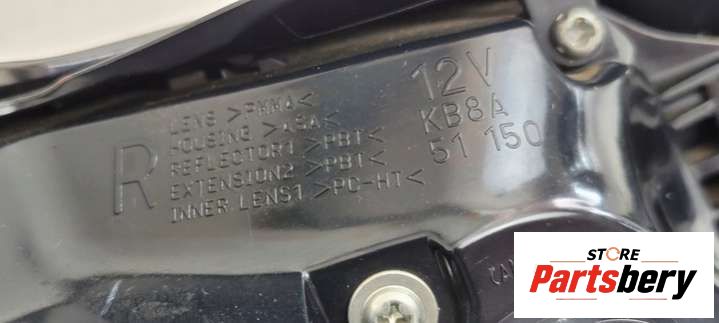 R
LENS >PMMA<
HOUSING >ASA<
REFLECTOR1 >PBT<
EXTENSION2 >PBT<
INNER LENS1 >PC-HT<
12V
KB8A
51 150
STORE
Partsbery